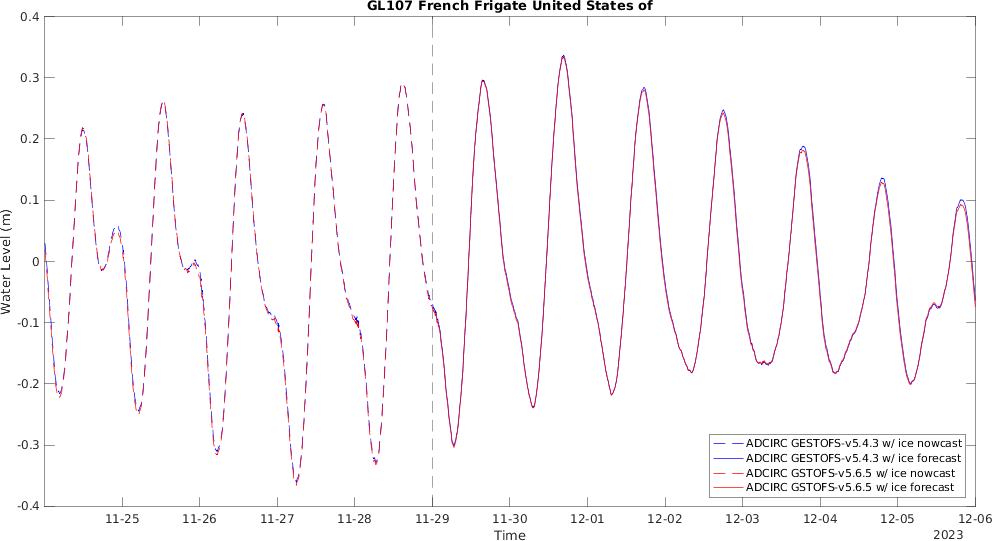 GL107 French Frigate United States of
0.4
0.3
0.2
0.1
0
-0.1
-0.2
-0.3
-0.4
Water Level (m)
11-25 11-26 11-27 11-28 11-29 11-30 12-01 12-02 12-03 12-04 12-05 12-06
Time
2023
ADCIRC GESTOFS-v5.4.3 w/ ice nowcast
ADCIRC GESTOFS-v5.4.3 w/ ice forecast
ADCIRC GSTOFS-v5.6.5 w/ ice nowcast
ADCIRC GSTOFS-v5.6.5 w/ ice forecast